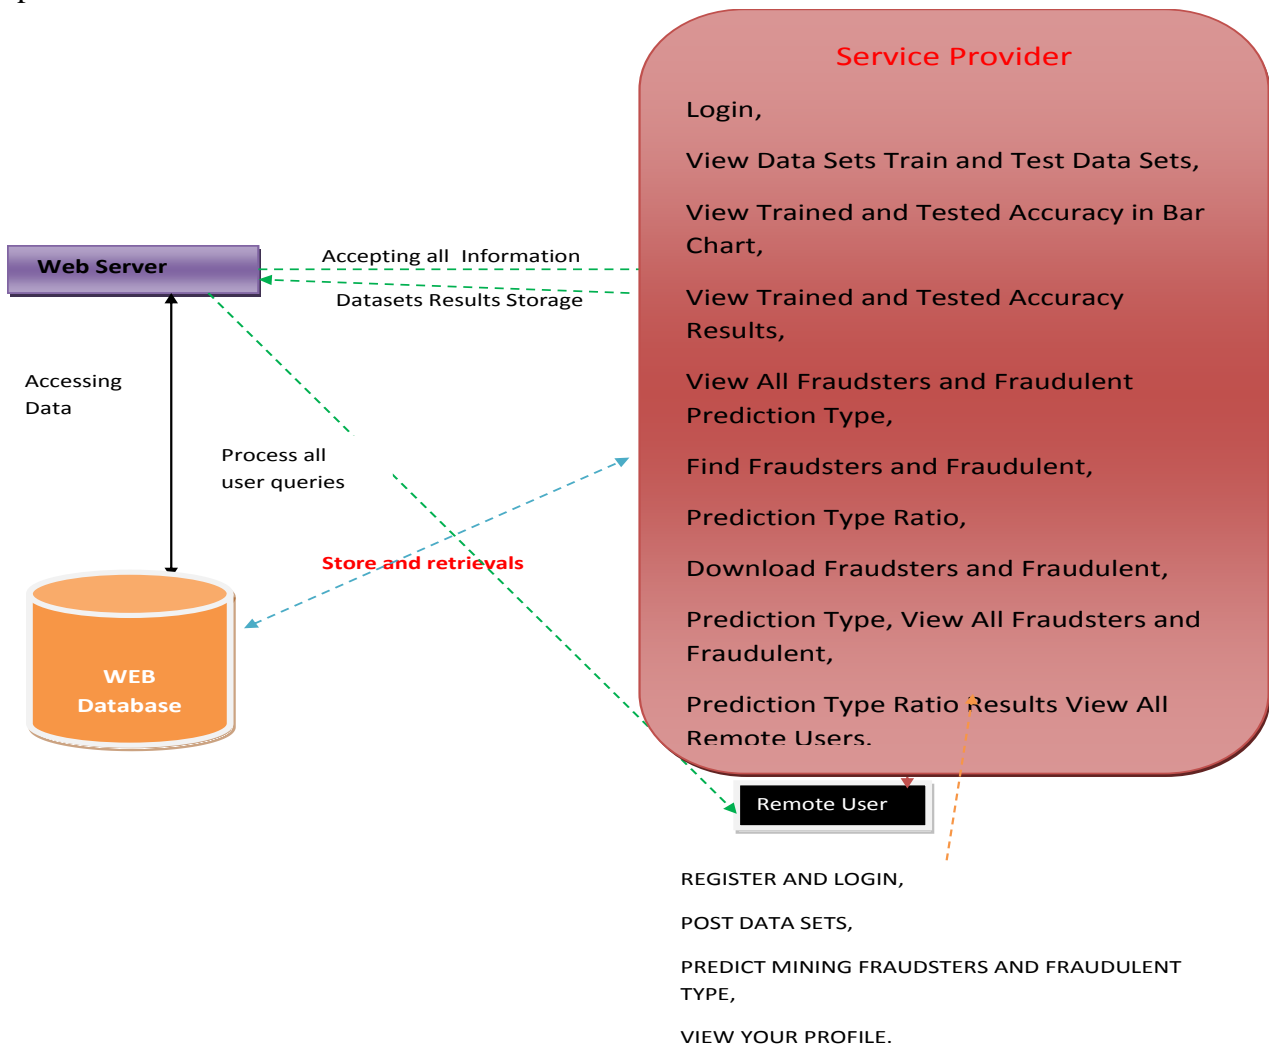 Service Provider
Login,
View Data Sets Train and Test Data Sets,
View Trained and Tested Accuracy in Bar
Chart,
View Trained and Tested Accuracy
Results,
View All Fraudsters and Fraudulent
Prediction Type,
Find Fraudsters and Fraudulent,
Prediction Type Ratio,
Download Fraudsters and Fraudulent,
Prediction Type, View All Fraudsters and
Fraudulent,
Prediction Type Ratio Results View All
Remote Users.
Web Server
Accepting all Information
Datasets Results Storage
Accessing
Data
Process all
user queries
Store and retrievals
WEB
Database
Remote User
REGISTER AND LOGIN,
POST DATA SETS,
PREDICT MINING FRAUDSTERS AND FRAUDULENT
TYPE,
VIEW YOUR PROFILE.